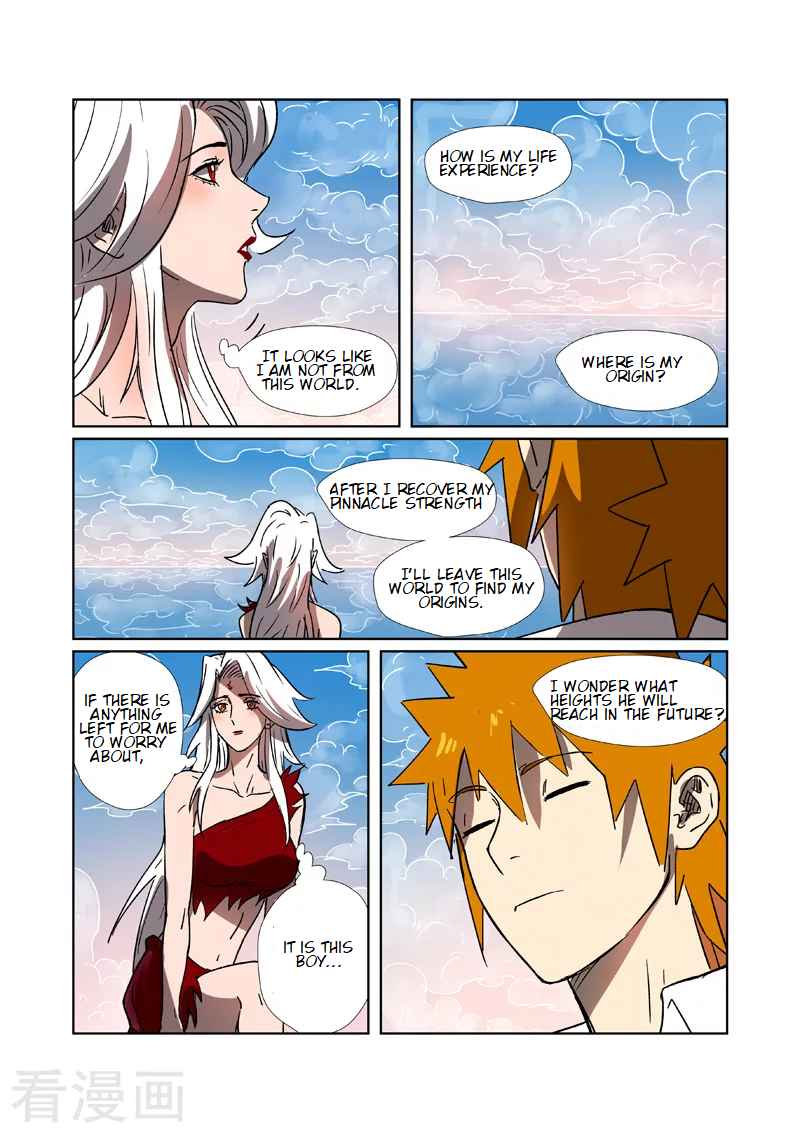 IT LOOKS LIKE
I AM NOT FROM
THIS WORLD.
HOW IS MY LIFE
EXPERIENCE?
WHERE IS MY
ORIGIN?
AFTER I RECOVER MY
PINNACLE STRENGTH
I'LL LEAVE THIS
WORLD TO FIND MY
ORIGINS.
IF THERE IS
ANYTHING
LEFT FOR ME
TO WORRY
ABOUT,
IT IS THIS
BOY...
I WONDER WHAT
HEIGHTS HE WILL
REACH IN THE FUTURE?
看漫画